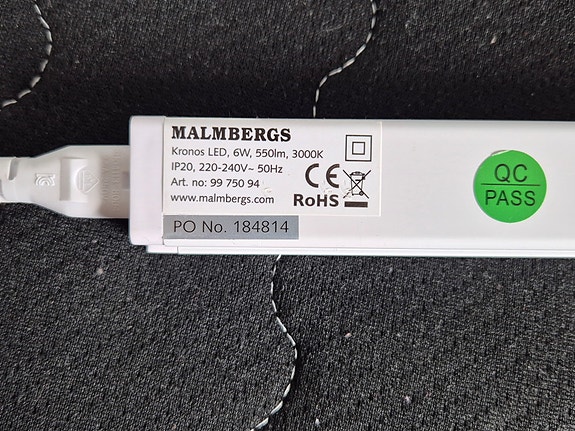 MALMBERGS
Kronos LED, 6W, 550lm, 3000K
IP20, 220-240V~ 50Hz
Art. no: 99 750 94
www.malmbergs.com
CE
RoHS
PO No. 184814
QC
PASS